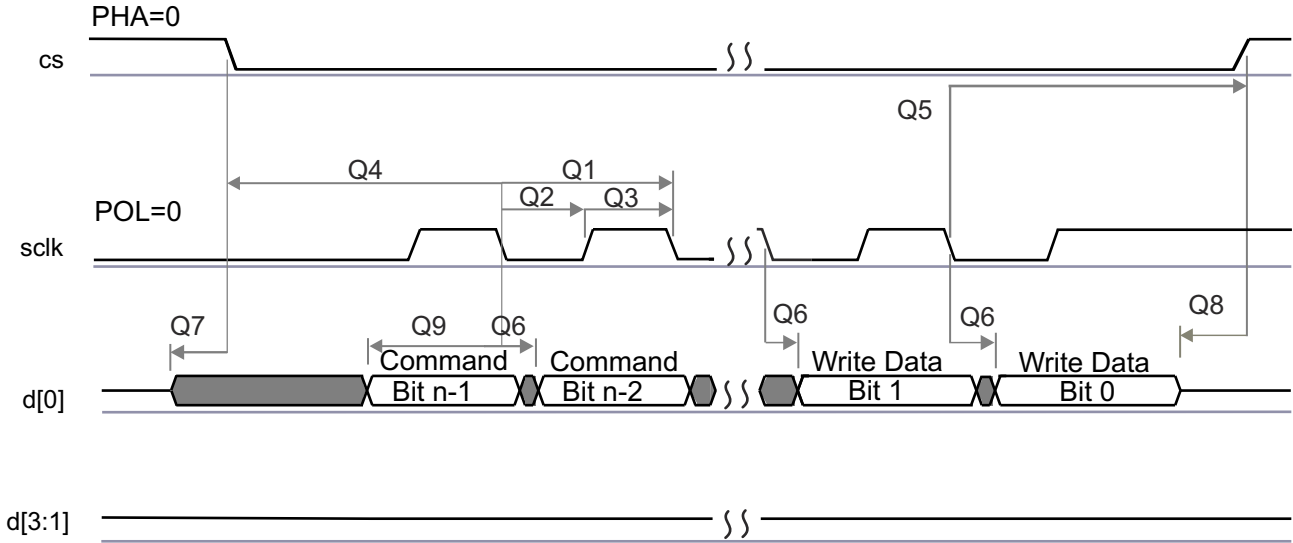 PHA=0
cs
Q5
Q4 Q1
Q2 Q3
POL=0
sclk
Q7 Q9 Q6 Q6 Q6 Q8
Command Command Write Data Write Data
d[0] Bit n-1 Bit n-2 Bit 1 Bit 0
d[3:1]